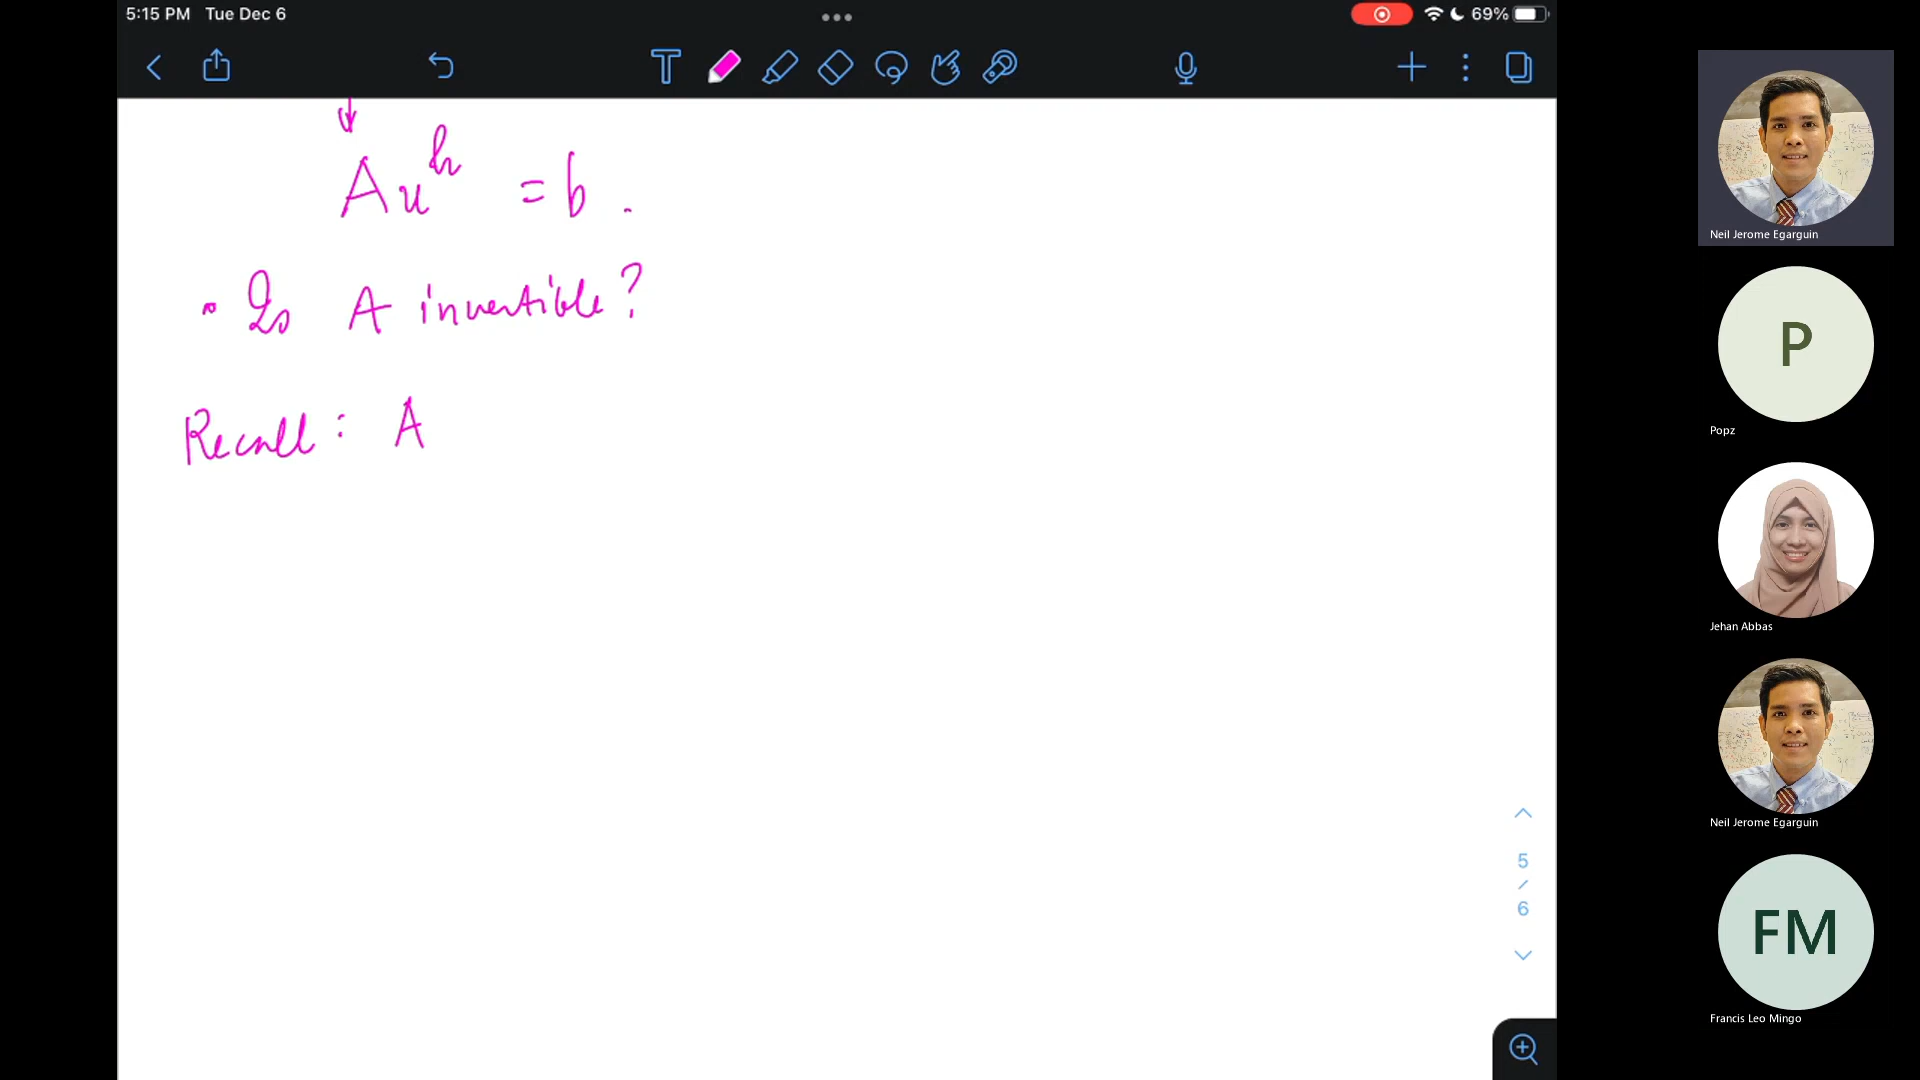 5:15 PM Tue Dec 6
69%
A u^h = b .
Is A invertible?
Recall: A
5
/
6
Neil Jerome Egarguin
P
Popz
Jehan Abbas
Neil Jerome Egarguin
FM
Francis Leo Mingo